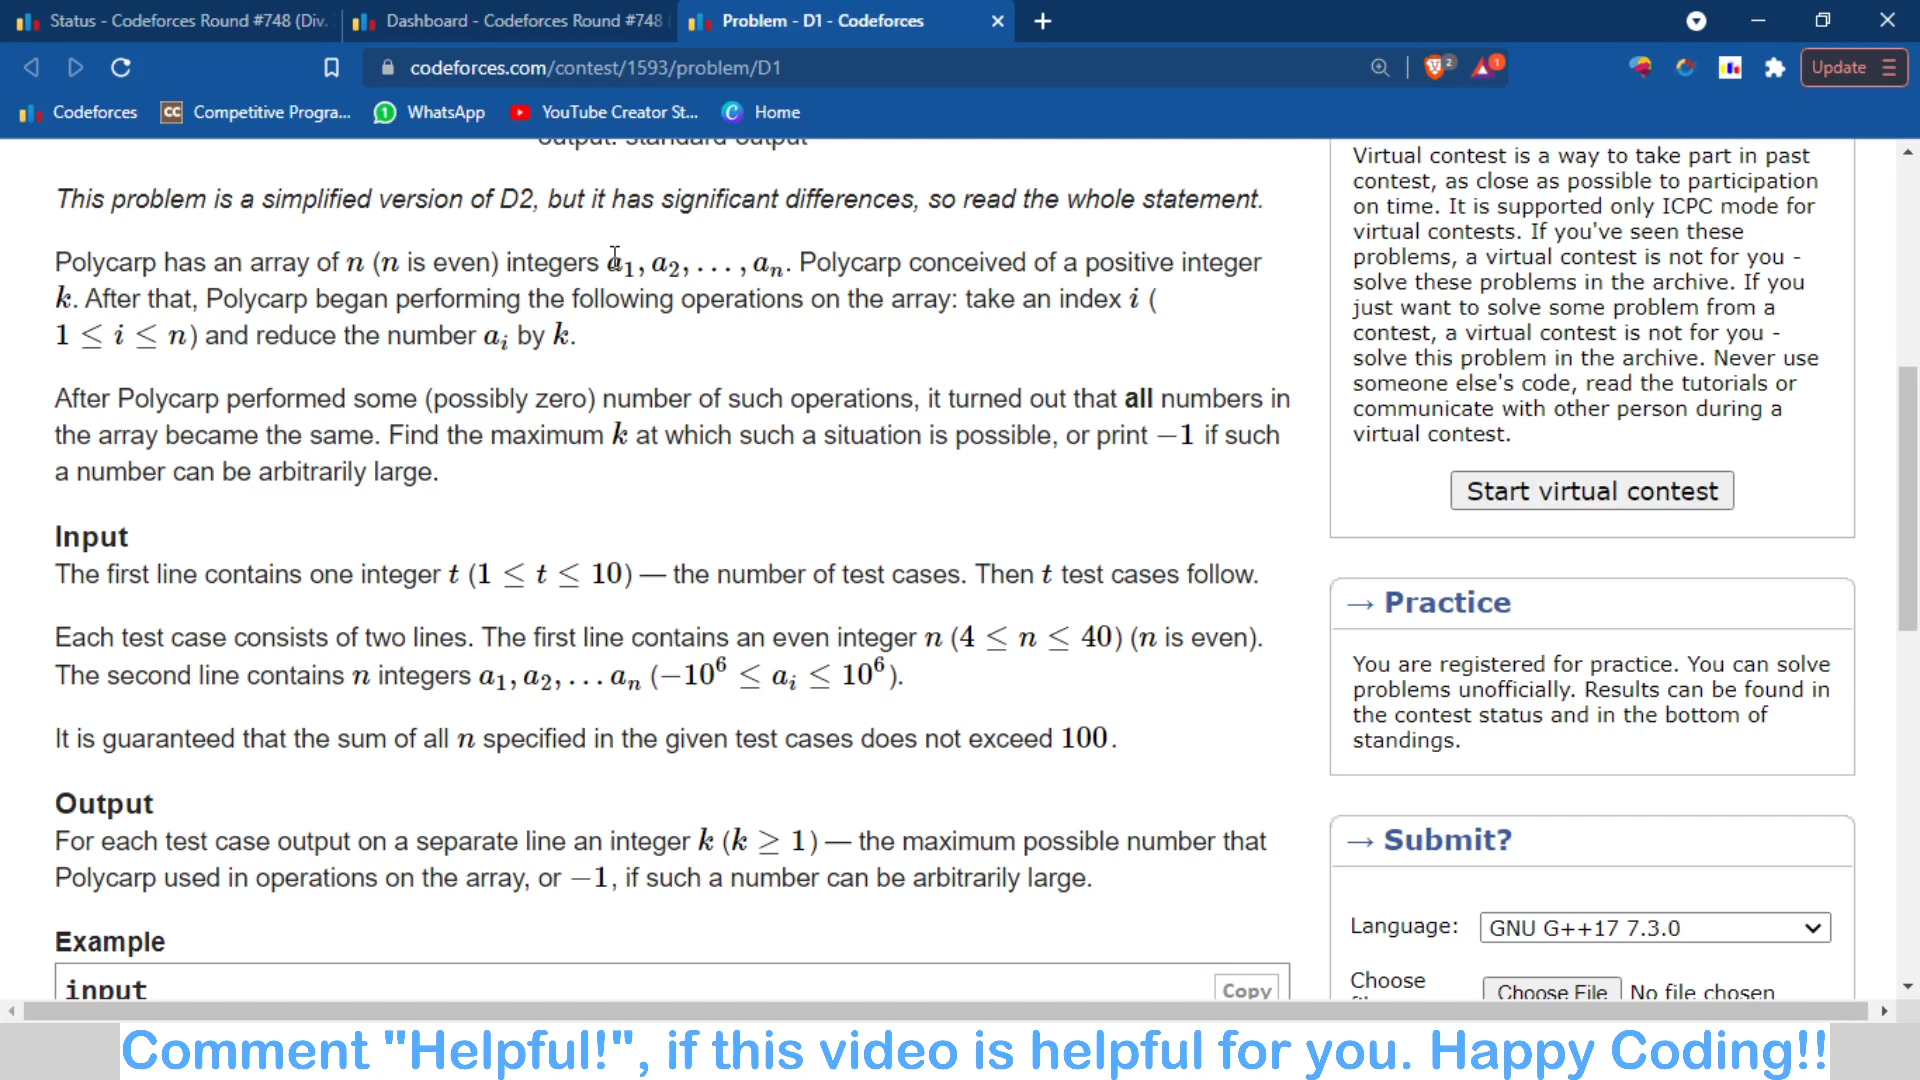 Status - Codeforces Round #748 (Div.
Dashboard - Codeforces Round #748
Problem - D1 - Codeforces
codeforces.com/contest/1593/problem/D1
2
1
Update
Codeforces
CC
Competitive Progra...
1
WhatsApp
YouTube Creator St...
C
Home
output: standard output
This problem is a simplified version of D2, but it has significant differences, so read the whole statement.
Polycarp has an array of n (n is even) integers a1, a2, . . . , an. Polycarp conceived of a positive integer
k. After that, Polycarp began performing the following operations on the array: take an index i (
1 ≤ i ≤ n) and reduce the number ai by k.
After Polycarp performed some (possibly zero) number of such operations, it turned out that all numbers in
the array became the same. Find the maximum k at which such a situation is possible, or print −1 if such
a number can be arbitrarily large.
Input
The first line contains one integer t (1 ≤ t ≤ 10) — the number of test cases. Then t test cases follow.
Each test case consists of two lines. The first line contains an even integer n (4 ≤ n ≤ 40) (n is even).
The second line contains n integers a1, a2, . . . an (−10⁶ ≤ ai ≤ 10⁶).
It is guaranteed that the sum of all n specified in the given test cases does not exceed 100.
Output
For each test case output on a separate line an integer k (k ≥ 1) — the maximum possible number that
Polycarp used in operations on the array, or −1, if such a number can be arbitrarily large.
Example
input
Copy
Virtual contest is a way to take part in past
contest, as close as possible to participation
on time. It is supported only ICPC mode for
virtual contests. If you've seen these
problems, a virtual contest is not for you -
solve these problems in the archive. If you
just want to solve some problem from a
contest, a virtual contest is not for you -
solve this problem in the archive. Never use
someone else's code, read the tutorials or
communicate with other person during a
virtual contest.
Start virtual contest
→ Practice
You are registered for practice. You can solve
problems unofficially. Results can be found in
the contest status and in the bottom of
standings.
→ Submit?
Language:
GNU G++17 7.3.0
Choose
Choose File
No file chosen
Comment "Helpful!", if this video is helpful for you. Happy Coding!!